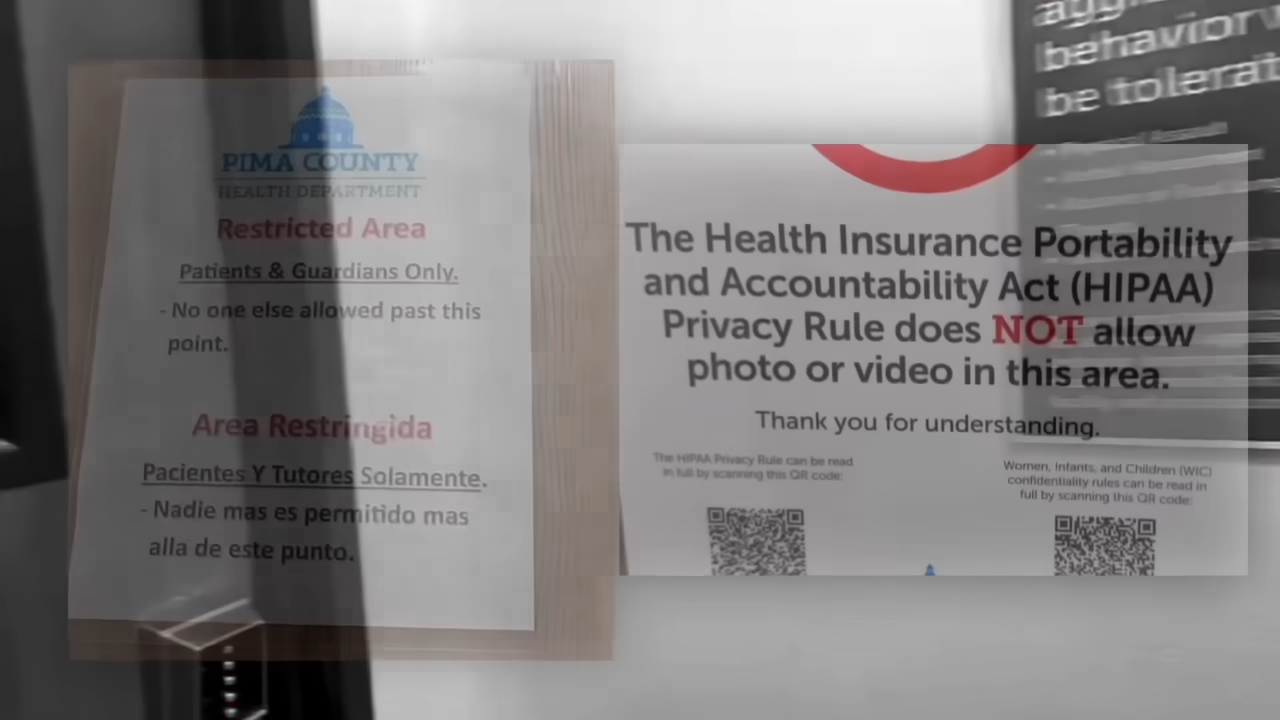 PIMA COUNTY
HEALTH DEPARTMENT
Restricted Area
Patients & Guardians Only.
- No one else allowed past this
point.
Area Restringida
Pacientes Y Tutores Solamente.
- Nadie mas es permitido mas
alla de este punto.
The Health Insurance Portability
and Accountability Act (HIPAA)
Privacy Rule does NOT allow
photo or video in this area.
Thank you for understanding.
The HIPAA Privacy Rule can be read
in full by scanning this QR code:
Women, Infants, and Children (WIC)
confidentiality rules can be read in
full by scanning this QR code:
behavior
be tolerat